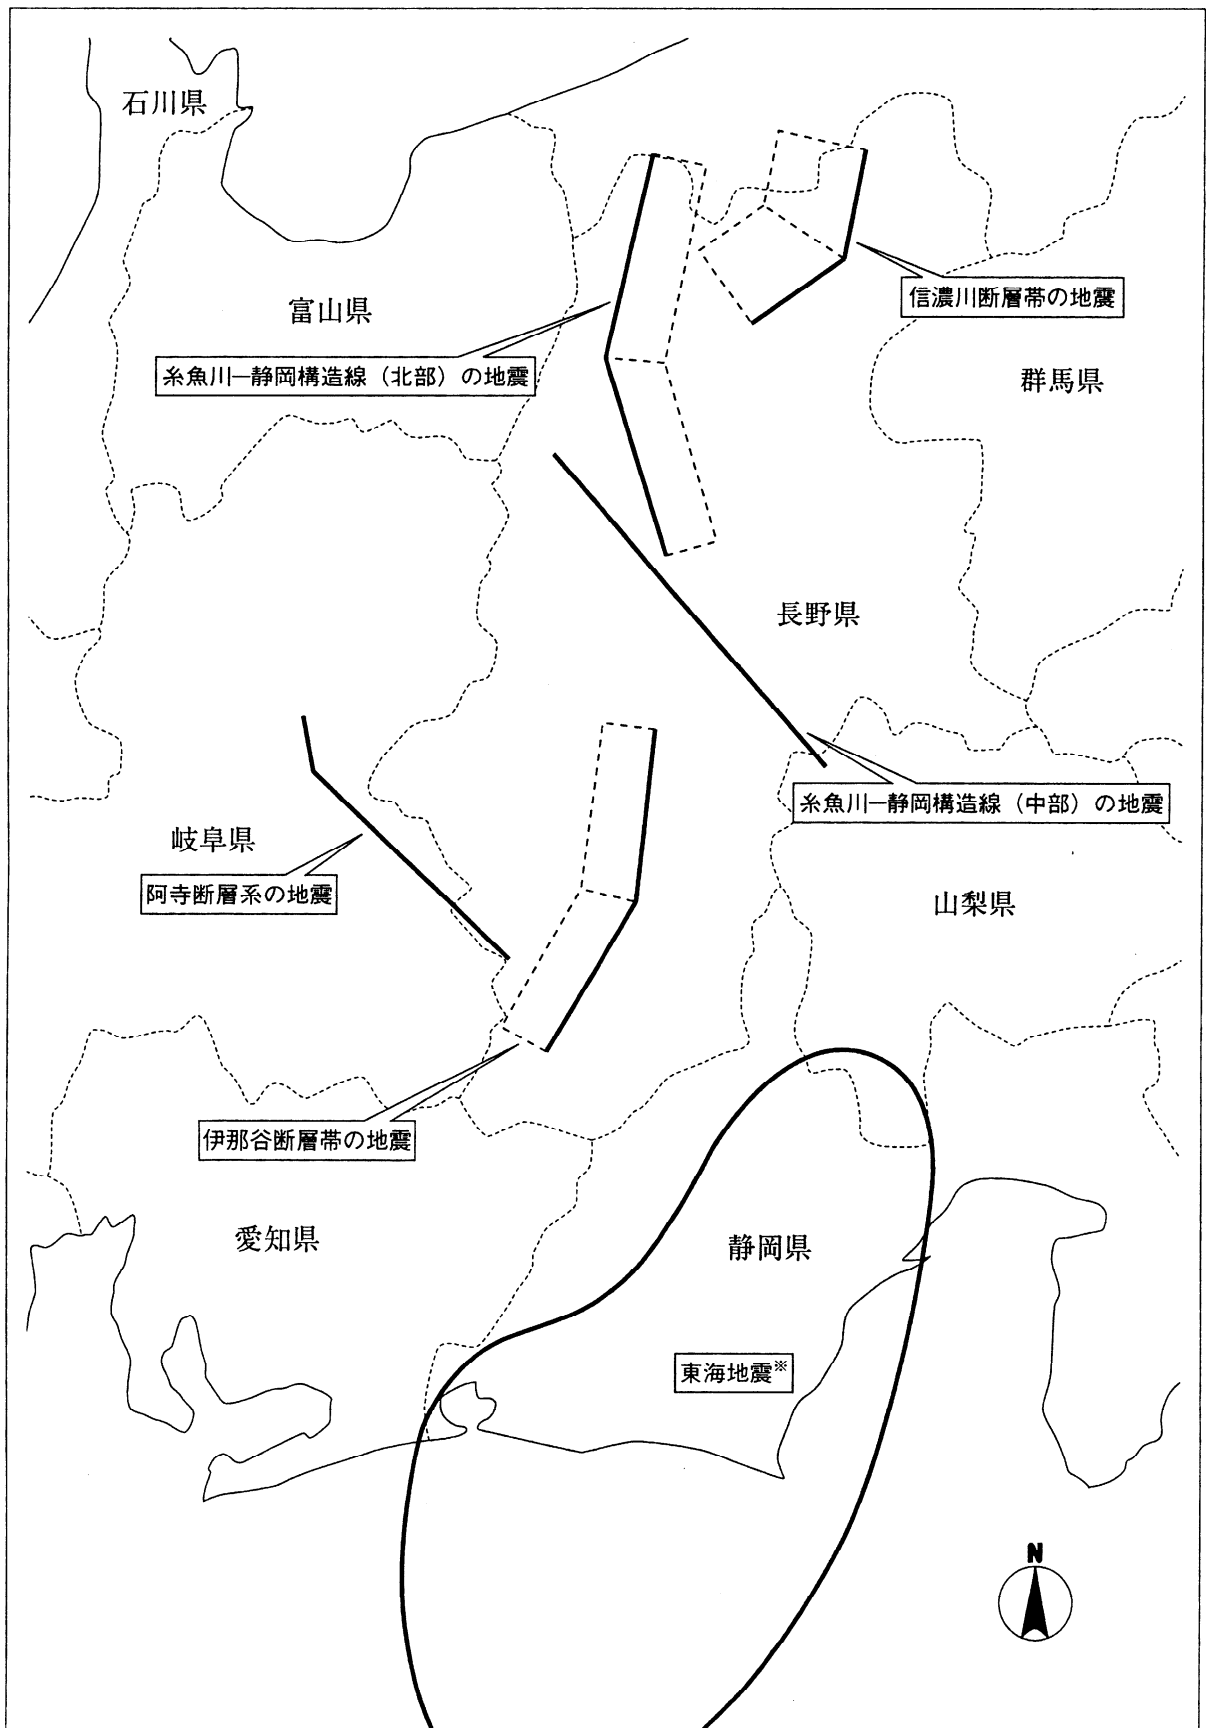 石川県
富山県
信濃川断層帯の地震
糸魚川―静岡構造線（北部）の地震
群馬県
長野県
糸魚川―静岡構造線（中部）の地震
岐阜県
阿寺断層系の地震
山梨県
伊那谷断層帯の地震
愛知県
静岡県
東海地震※
N